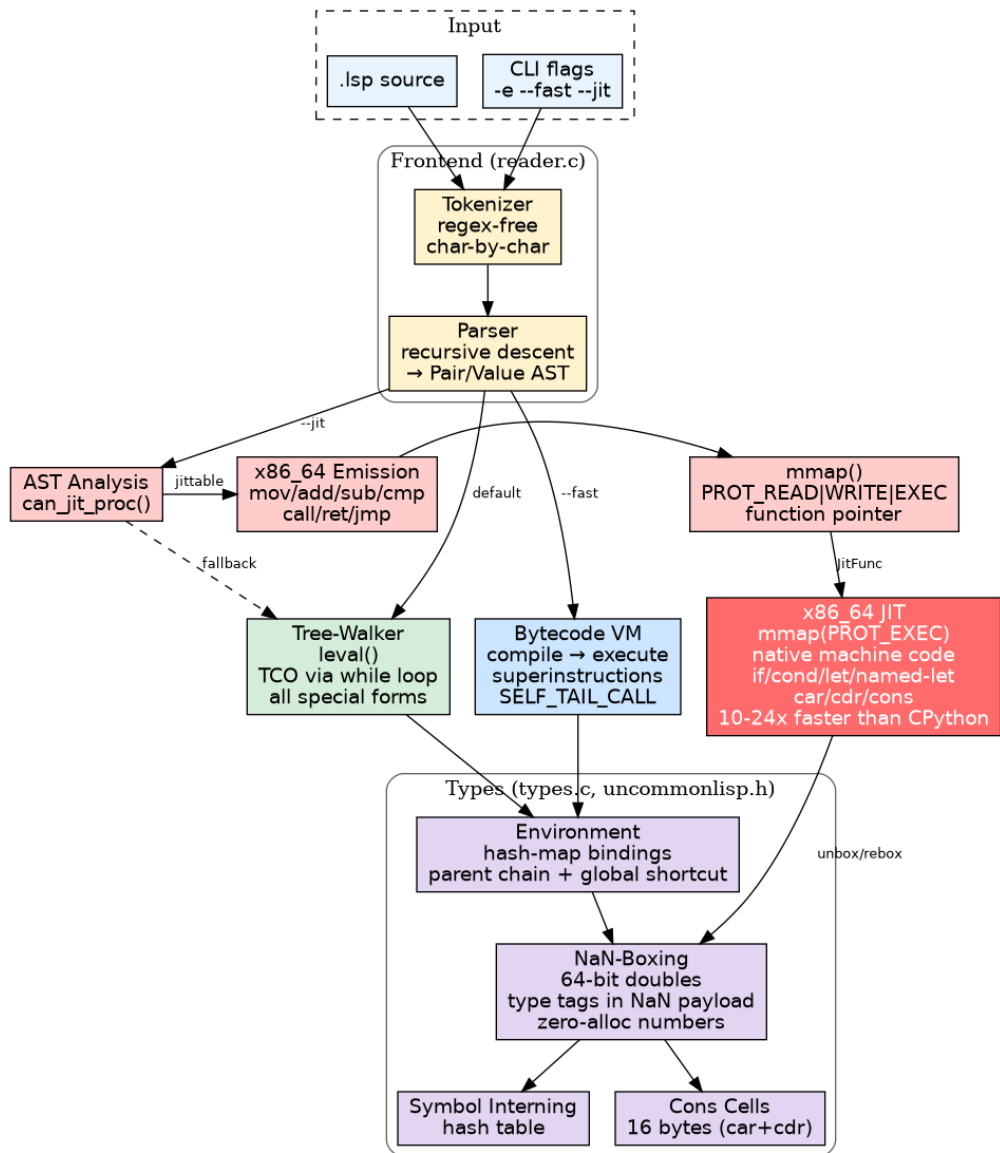 Input
.lsp source
CLI flags
-e --fast --jit
Frontend (reader.c)
Tokenizer
regex-free
char-by-char
Parser
recursive descent
→ Pair/Value AST
--jit
default
--fast
AST Analysis
can_jit_proc()
jittable
x86_64 Emission
mov/add/sub/cmp
call/ret/jmp
mmap()
PROT_READ|WRITE|EXEC
function pointer
fallback
JitFunc
Tree-Walker
leval()
TCO via while loop
all special forms
Bytecode VM
compile → execute
superinstructions
SELF_TAIL_CALL
x86_64 JIT
mmap(PROT_EXEC)
native machine code
if/cond/let/named-let
car/cdr/cons
10-24x faster than CPython
Types (types.c, uncommonlisp.h)
Environment
hash-map bindings
parent chain + global shortcut
unbox/rebox
NaN-Boxing
64-bit doubles
type tags in NaN payload
zero-alloc numbers
Symbol Interning
hash table
Cons Cells
16 bytes (car+cdr)